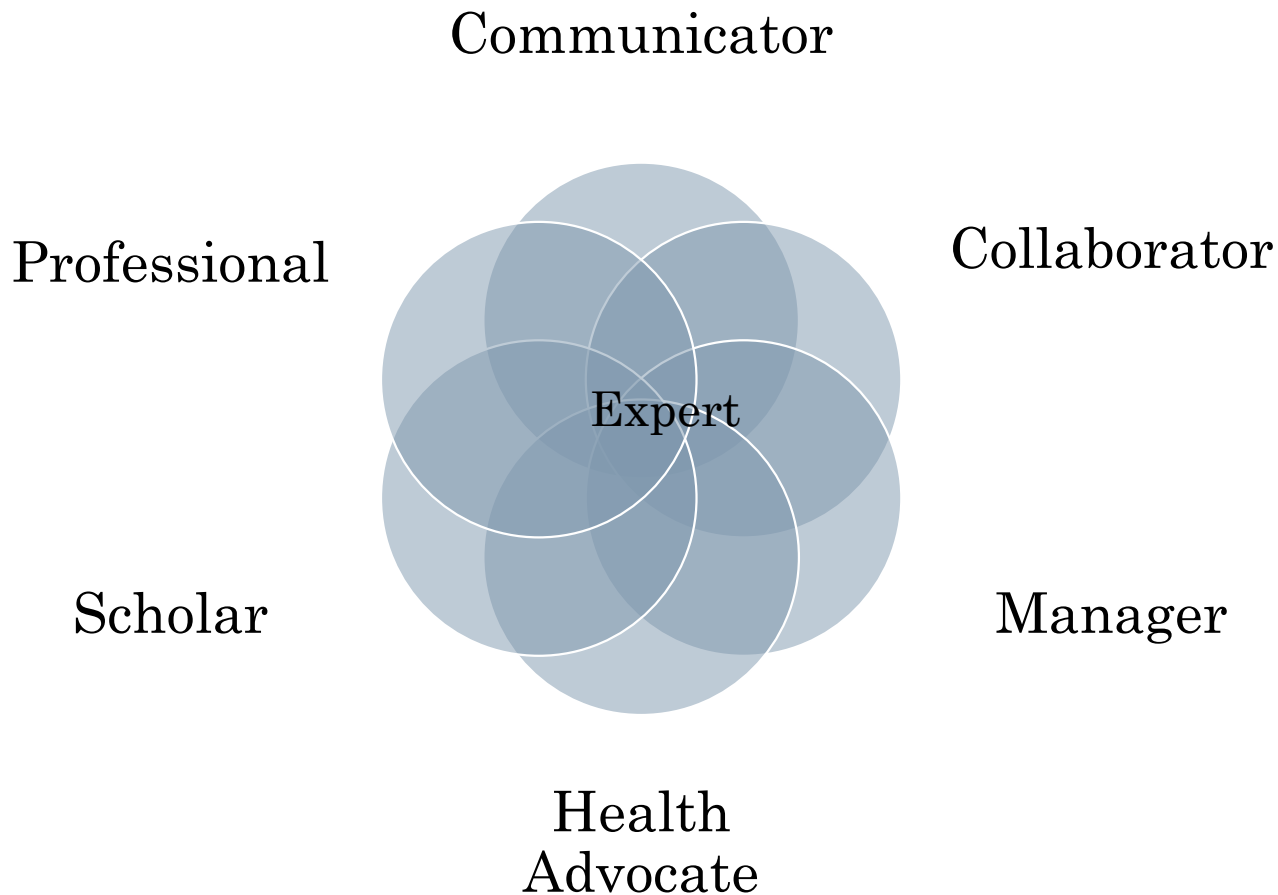 Communicator
Professional
Collaborator
Expert
Scholar
Manager
Health
Advocate